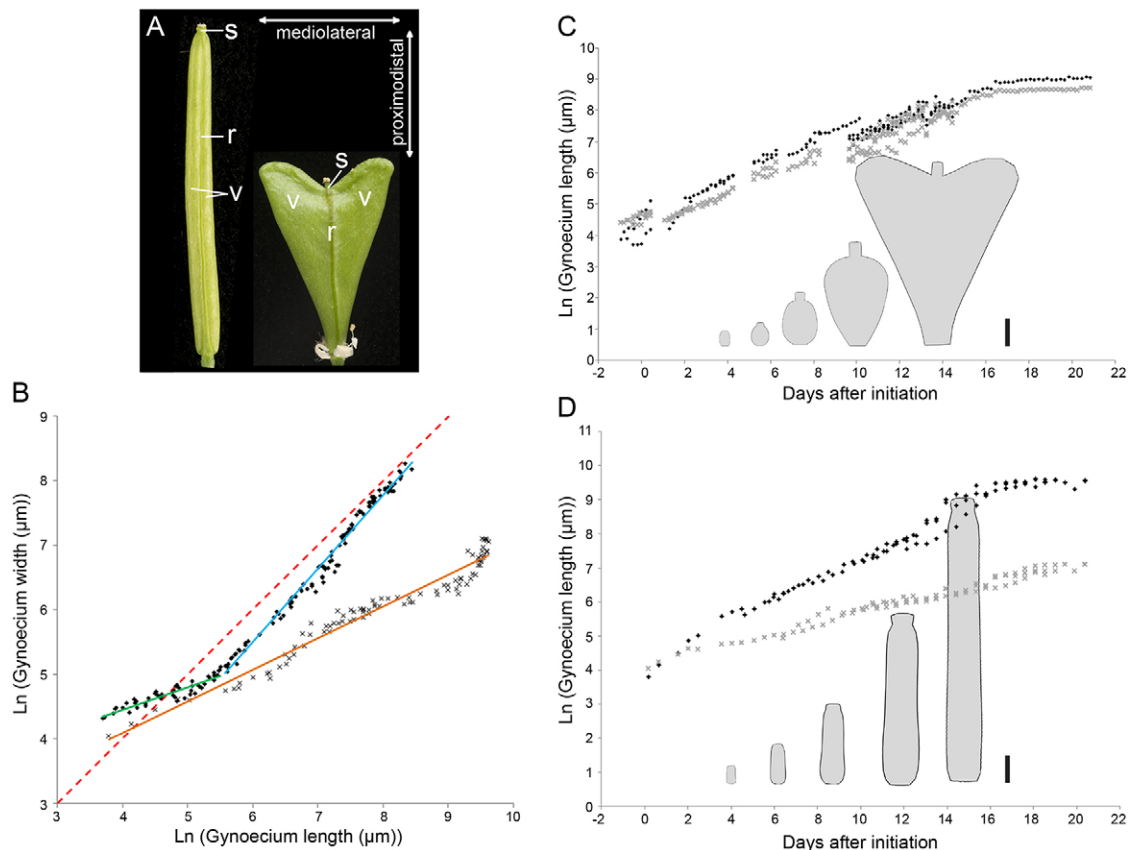 A
s
mediolateral
proximodistal
r
v
s
v
v
r
B
Ln (Gynoecium width (µm))
9
8
7
6
5
4
3
3 4 5 6 7 8 9 10
Ln (Gynoecium length (µm))
C
Ln (Gynoecium length (µm))
10
9
8
7
6
5
4
3
2
1
0
-2 0 2 4 6 8 10 12 14 16 18 20 22
Days after initiation
D
Ln (Gynoecium length (µm))
11
10
9
8
7
6
5
4
3
2
1
0
-2 0 2 4 6 8 10 12 14 16 18 20 22
Days after initiation